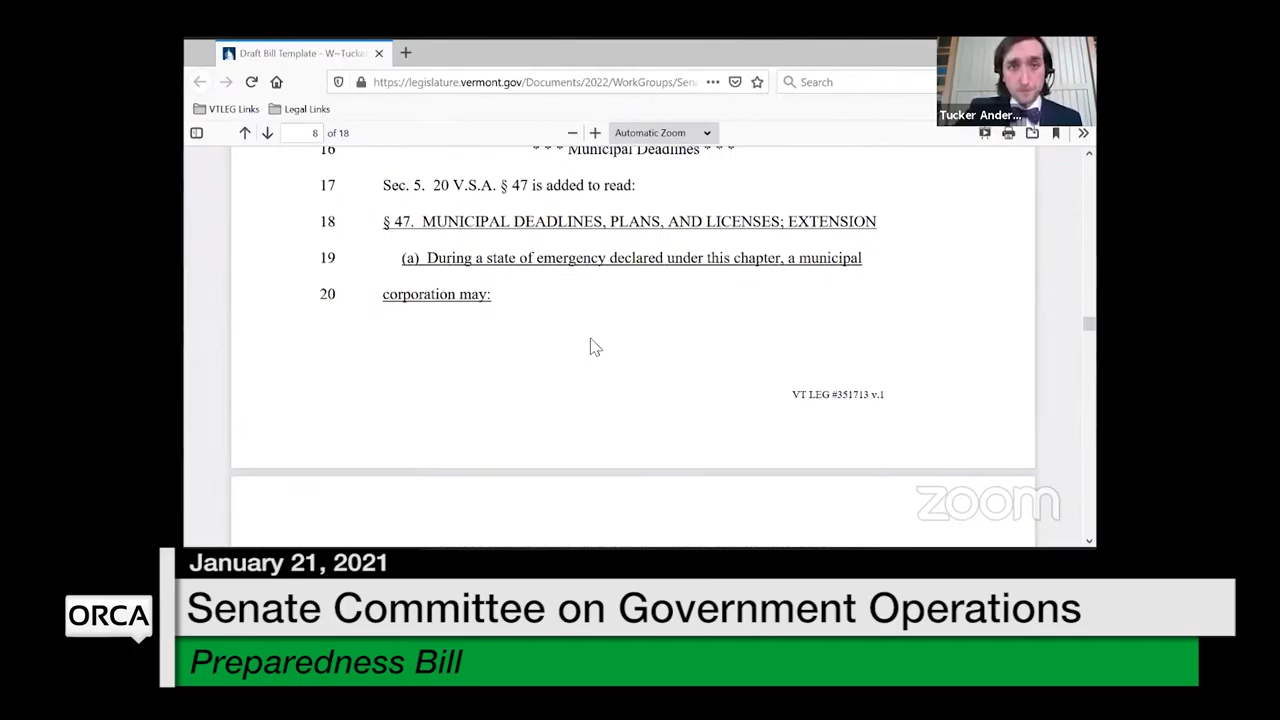 Draft Bill Template - W~Tucke
https://legislature.vermont.gov/Documents/2022/WorkGroups/Sen
Search
VTLEG Links Legal Links
8 of 18
Automatic Zoom
Tucker Ander...
16 * * * Municipal Deadlines * * *
17 Sec. 5. 20 V.S.A. § 47 is added to read:
18 § 47. MUNICIPAL DEADLINES, PLANS, AND LICENSES; EXTENSION
19 (a) During a state of emergency declared under this chapter, a municipal
20 corporation may:
VT LEG #351713 v.1
zoom
January 21, 2021
ORCA
Senate Committee on Government Operations
Preparedness Bill